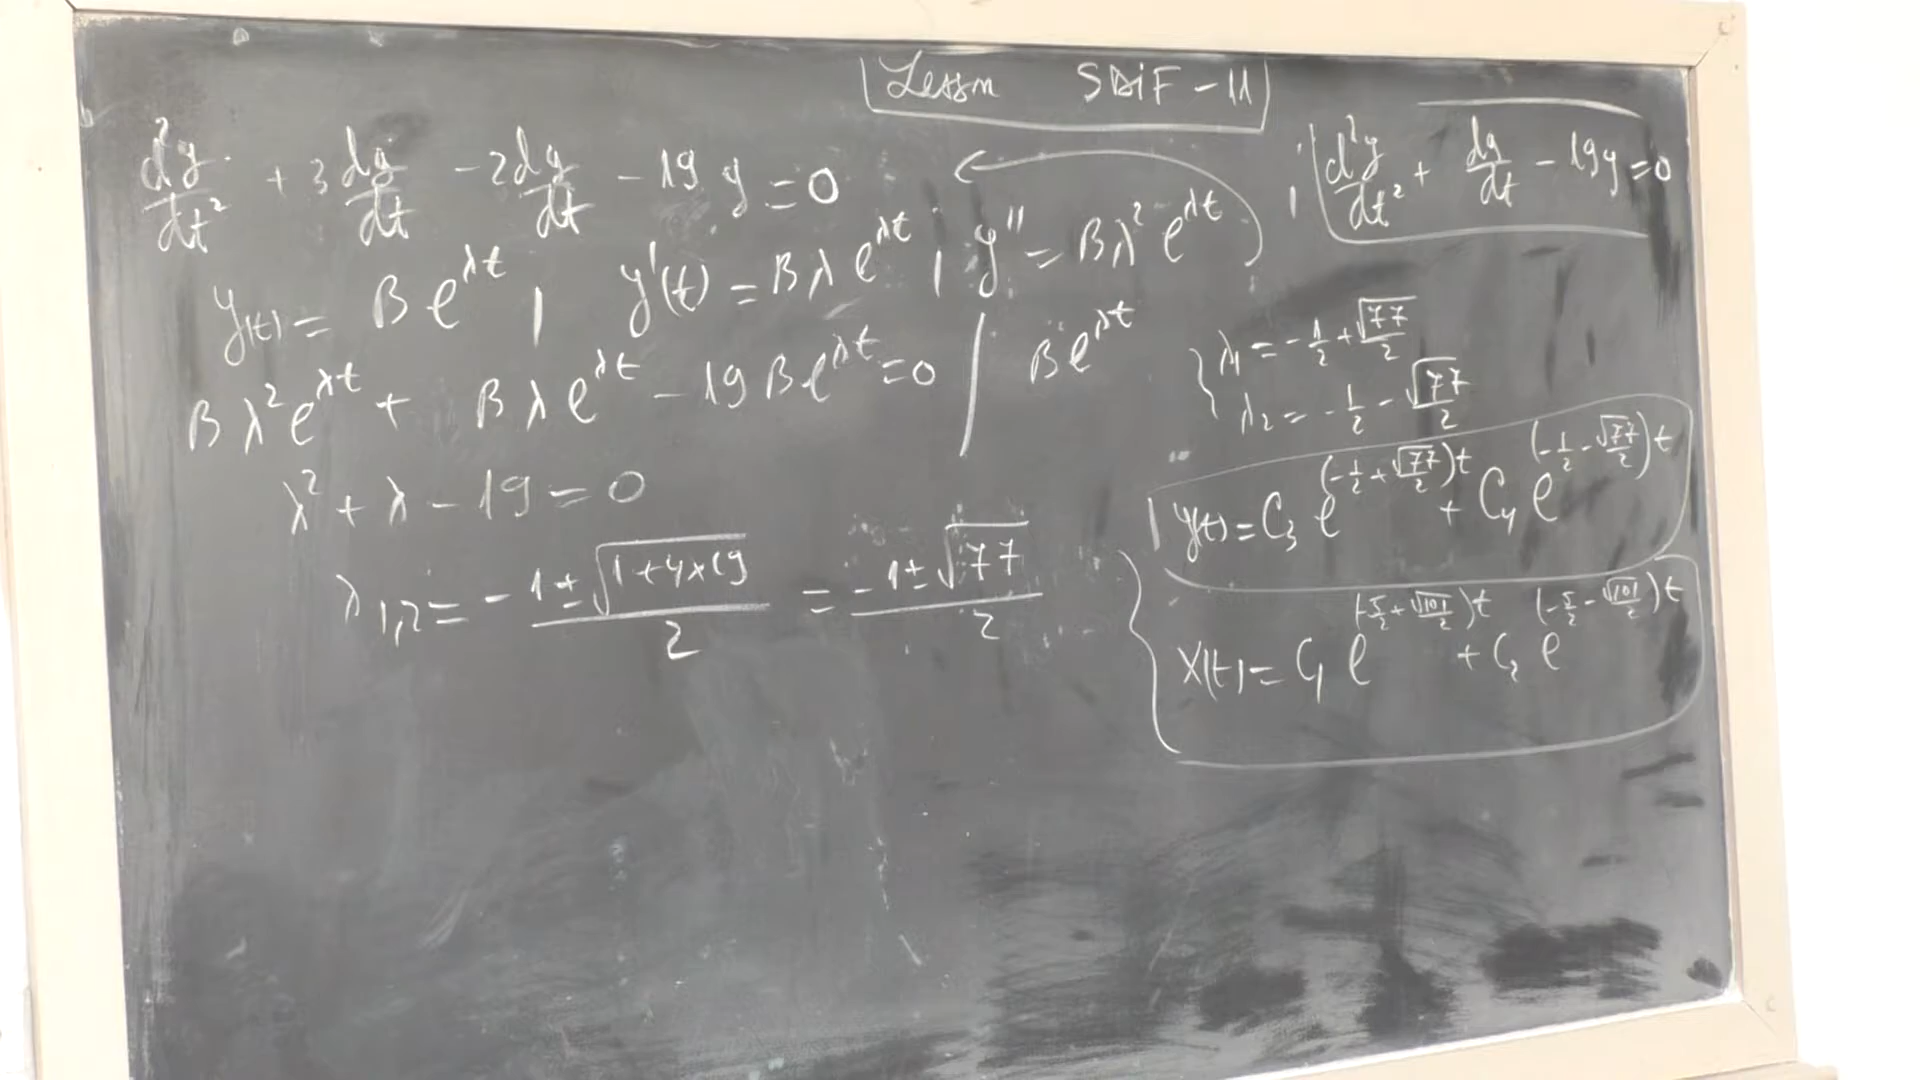 Lesson SDIF-11
d²y/dt² + 3 dy/dt - 2 dy/dt - 19 y = 0 ; d²y/dt² + dy/dt - 19y = 0
y(t) = B e^{λt} , y'(t) = Bλ e^{λt} , y'' = Bλ² e^{λt}
Bλ² e^{λt} + Bλ e^{λt} - 19 B e^{λt} = 0 / B e^{λt}
λ² + λ - 19 = 0
λ1,2 = (-1 ± √(1+4×19))/2 = (-1 ± √77)/2
λ1 = -1/2 + √77/2
λ2 = -1/2 - √77/2
y(t) = C3 e^{(-1/2 + √77/2)t} + C4 e^{(-1/2 - √77/2)t}
x(t) = C1 e^{(-5/2 + √101/2)t} + C2 e^{(-5/2 - √101/2)t}